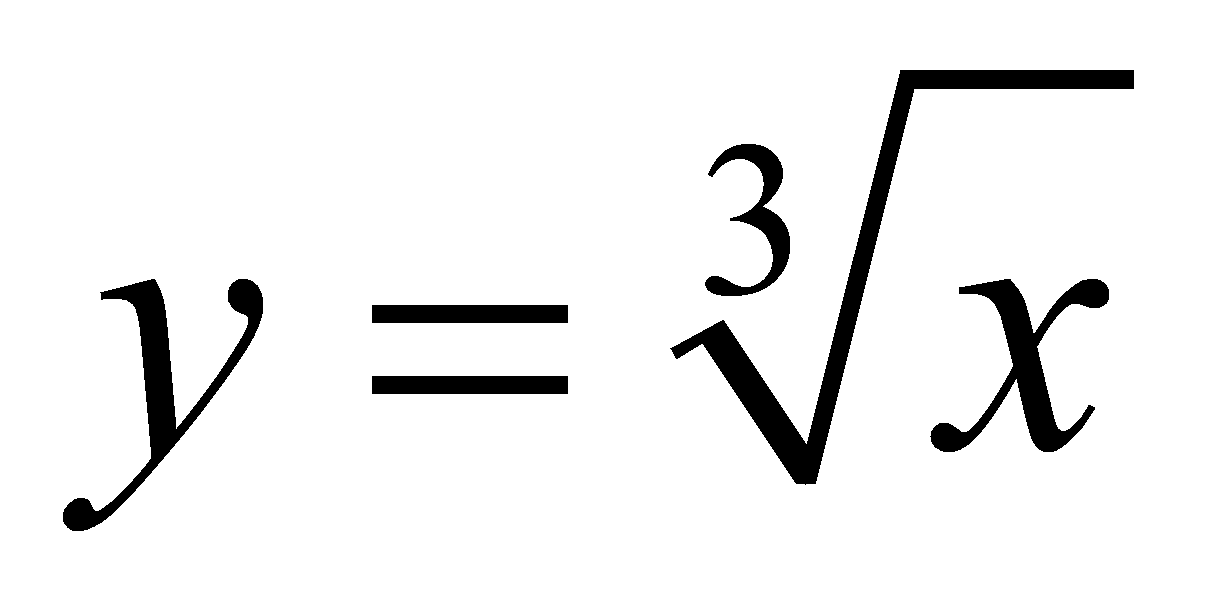 y = ∛x